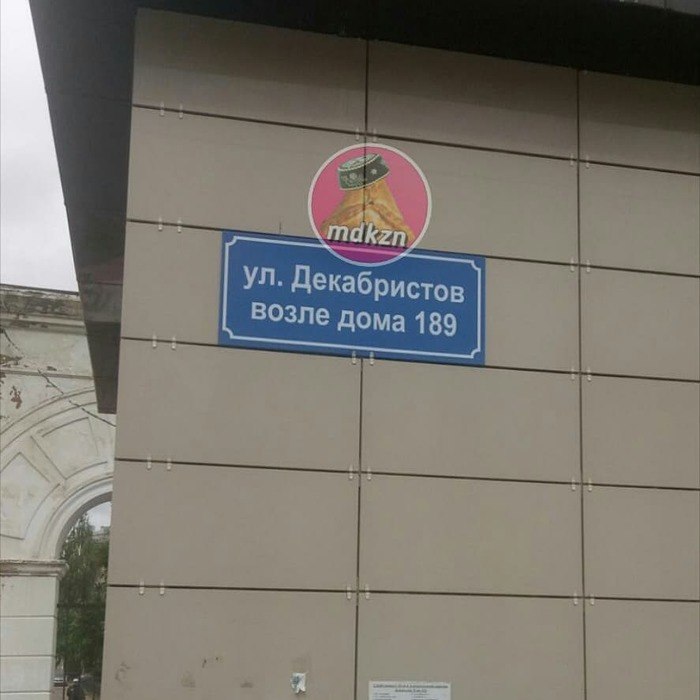 mdkzn
ул. Декабристов
возле дома 189